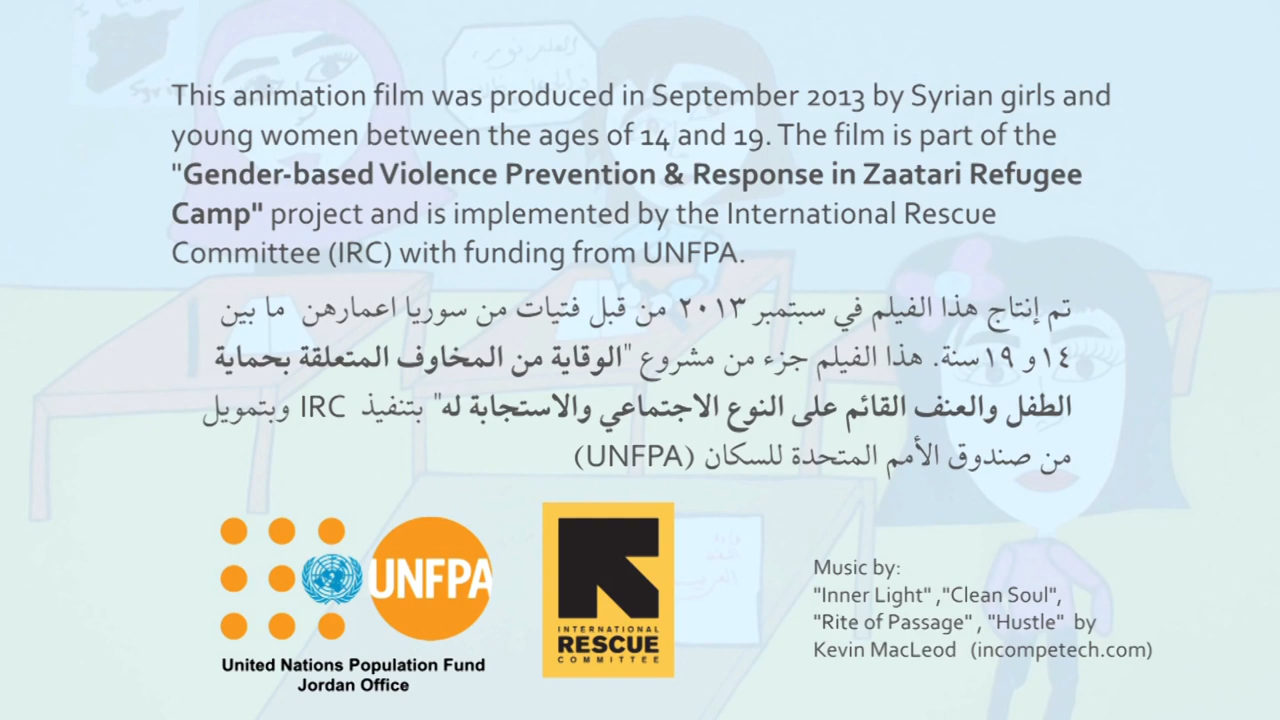 This animation film was produced in September 2013 by Syrian girls and
young women between the ages of 14 and 19. The film is part of the
"Gender-based Violence Prevention & Response in Zaatari Refugee
Camp" project and is implemented by the International Rescue
Committee (IRC) with funding from UNFPA.
تم إنتاج هذا الفيلم في سبتمبر ٢٠١٣ من قبل فتيات من سوريا اعمارهن ما بين
١٤ و ١٩ سنة. هذا الفيلم جزء من مشروع "الوقاية من المخاوف المتعلقة بحماية
الطفل والعنف القائم على النوع الاجتماعي والاستجابة له" بتنفيذ IRC وبتمويل
من صندوق الأمم المتحدة للسكان (UNFPA)
UNFPA
United Nations Population Fund
Jordan Office
INTERNATIONAL
RESCUE
COMMITTEE
Music by:
"Inner Light" ,"Clean Soul",
"Rite of Passage" , "Hustle" by
Kevin MacLeod (incompetech.com)